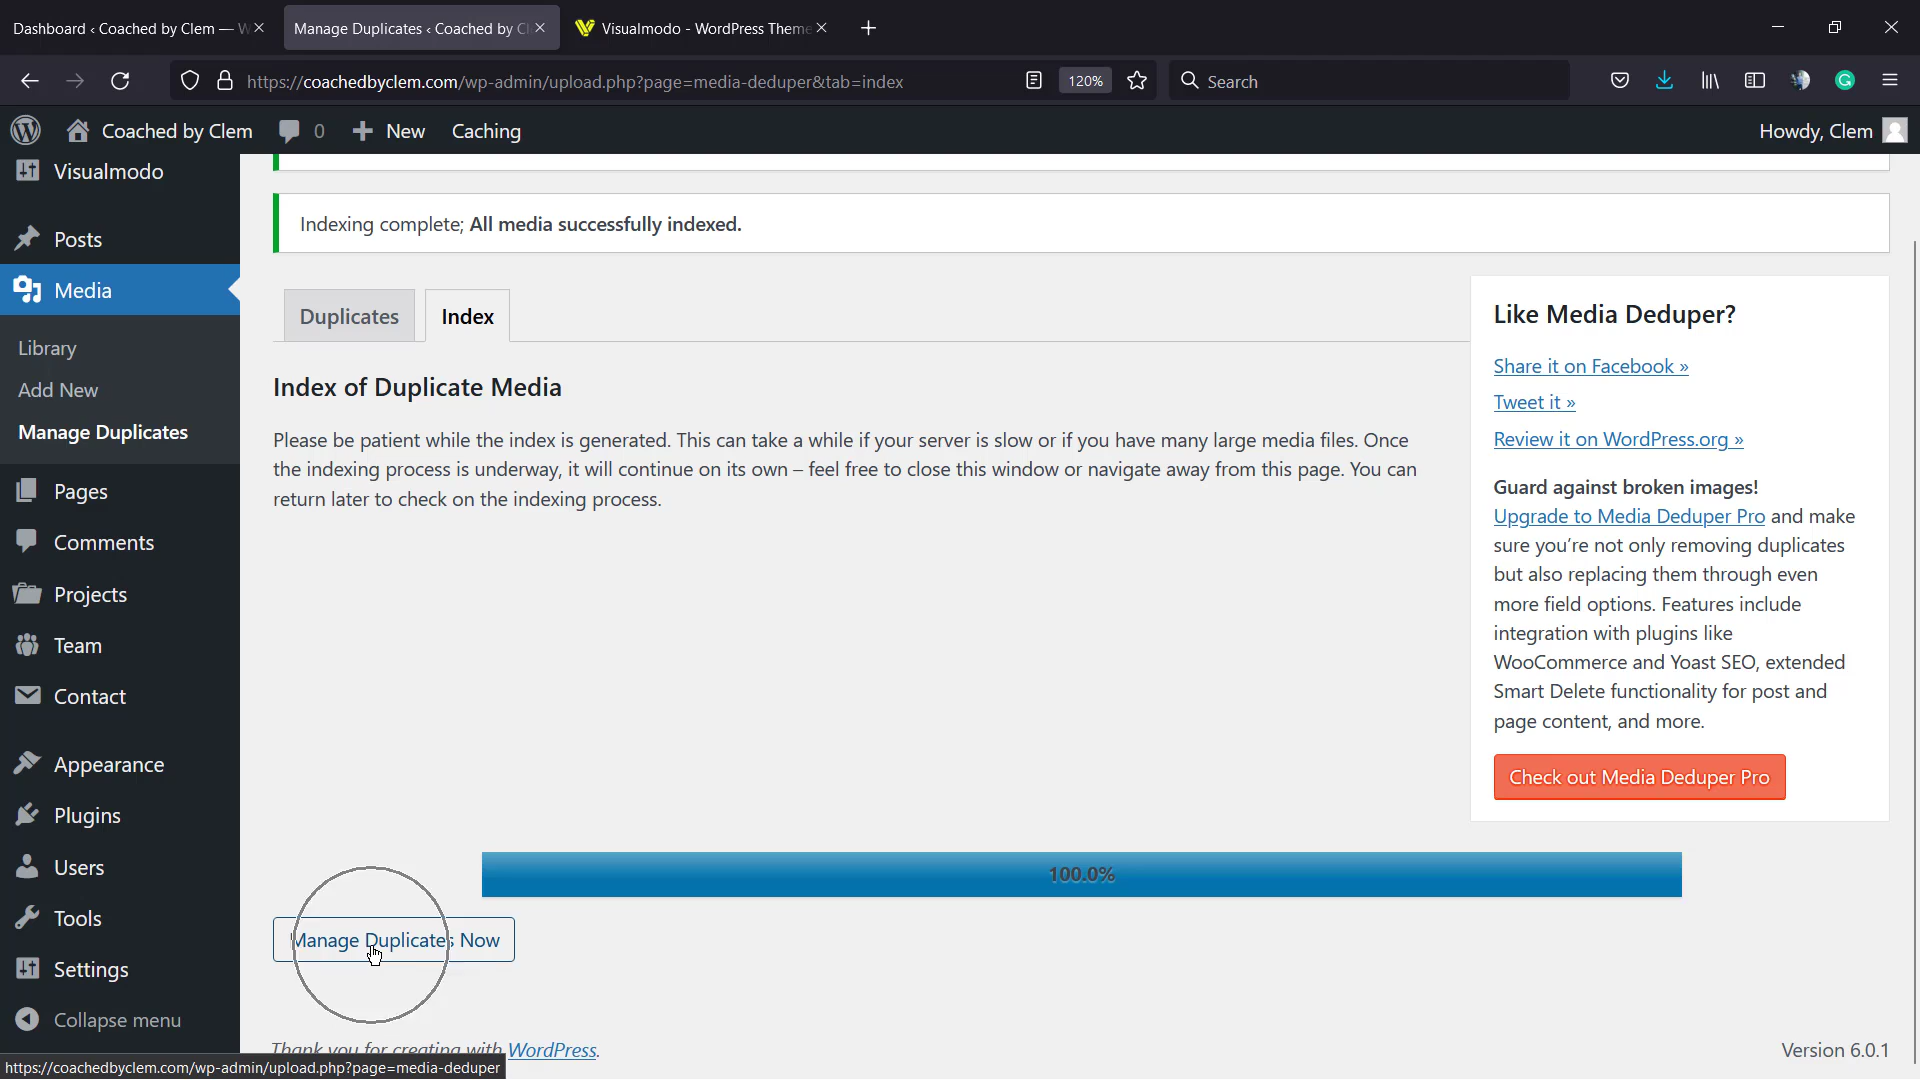 Dashboard ‹ Coached by Clem — W
Manage Duplicates ‹ Coached by Cl
Visualmodo - WordPress Theme
https://coachedbyclem.com/wp-admin/upload.php?page=media-deduper&tab=index
120%
Search
Coached by Clem
0
New
Caching
Howdy, Clem
Visualmodo
Posts
Media
Library
Add New
Manage Duplicates
Pages
Comments
Projects
Team
Contact
Appearance
Plugins
Users
Tools
Settings
Collapse menu
Indexing complete; All media successfully indexed.
Duplicates
Index
Index of Duplicate Media
Please be patient while the index is generated. This can take a while if your server is slow or if you have many large media files. Once
the indexing process is underway, it will continue on its own – feel free to close this window or navigate away from this page. You can
return later to check on the indexing process.
Like Media Deduper?
Share it on Facebook »
Tweet it »
Review it on WordPress.org »
Guard against broken images!
Upgrade to Media Deduper Pro and make
sure you’re not only removing duplicates
but also replacing them through even
more field options. Features include
integration with plugins like
WooCommerce and Yoast SEO, extended
Smart Delete functionality for post and
page content, and more.
Check out Media Deduper Pro
100.0%
Manage Duplicates Now
Thank you for creating with WordPress.
Version 6.0.1
https://coachedbyclem.com/wp-admin/upload.php?page=media-deduper